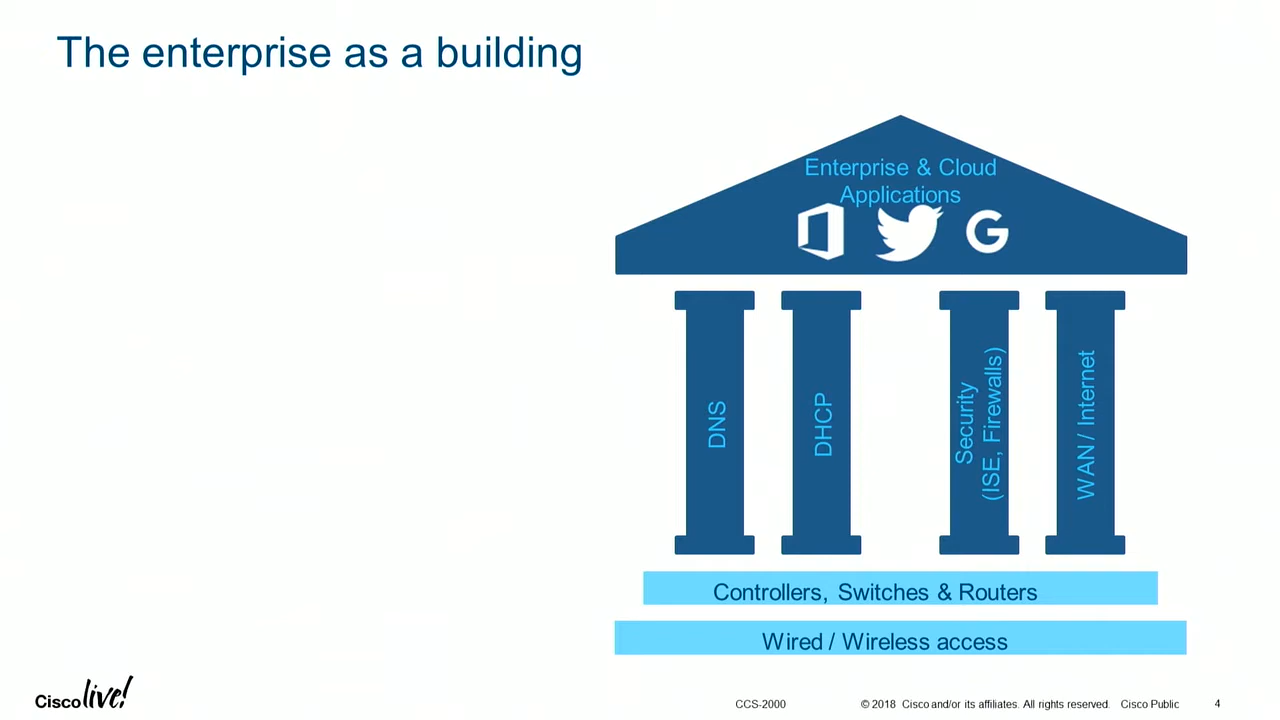 The enterprise as a building
Enterprise & Cloud
Applications
G
DNS
DHCP
Security
(ISE, Firewalls)
WAN / Internet
Controllers, Switches & Routers
Wired / Wireless access
Cisco live!
CCS-2000
© 2018 Cisco and/or its affiliates. All rights reserved. Cisco Public
4